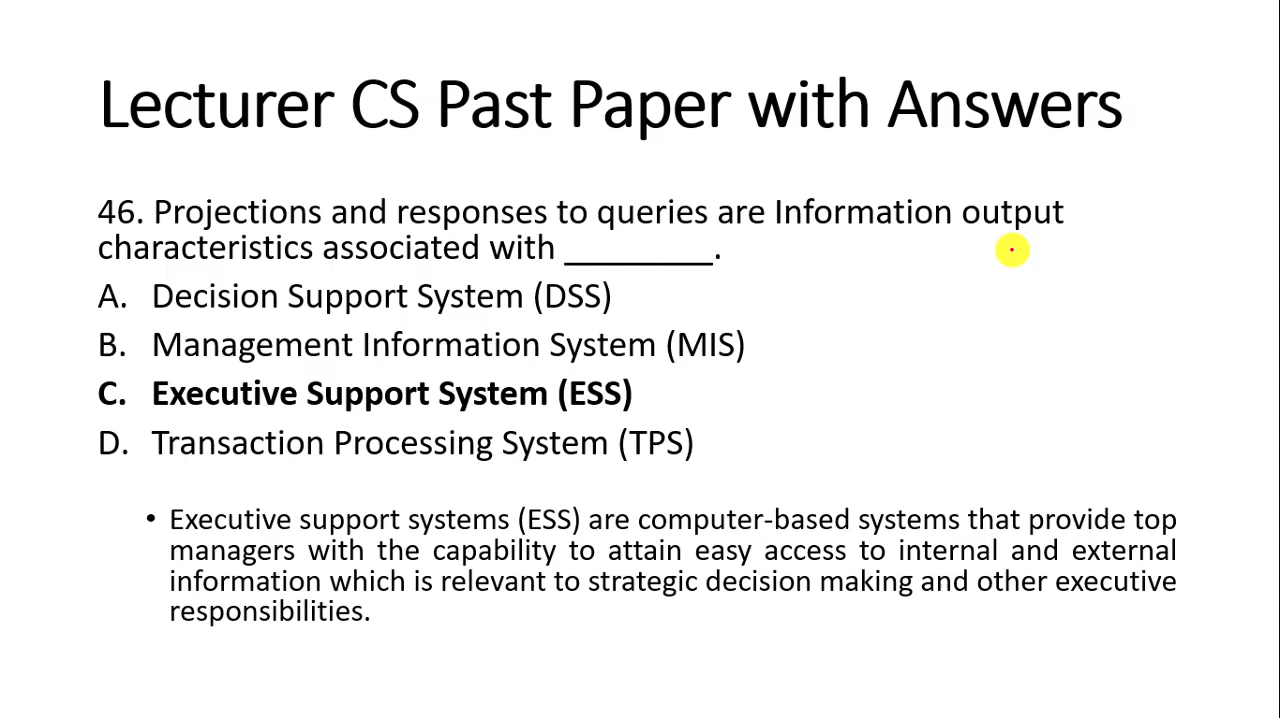 Lecturer CS Past Paper with Answers
46. Projections and responses to queries are Information output
characteristics associated with ________.
A. Decision Support System (DSS)
B. Management Information System (MIS)
C. Executive Support System (ESS)
D. Transaction Processing System (TPS)
• Executive support systems (ESS) are computer-based systems that provide top
managers with the capability to attain easy access to internal and external
information which is relevant to strategic decision making and other executive
responsibilities.